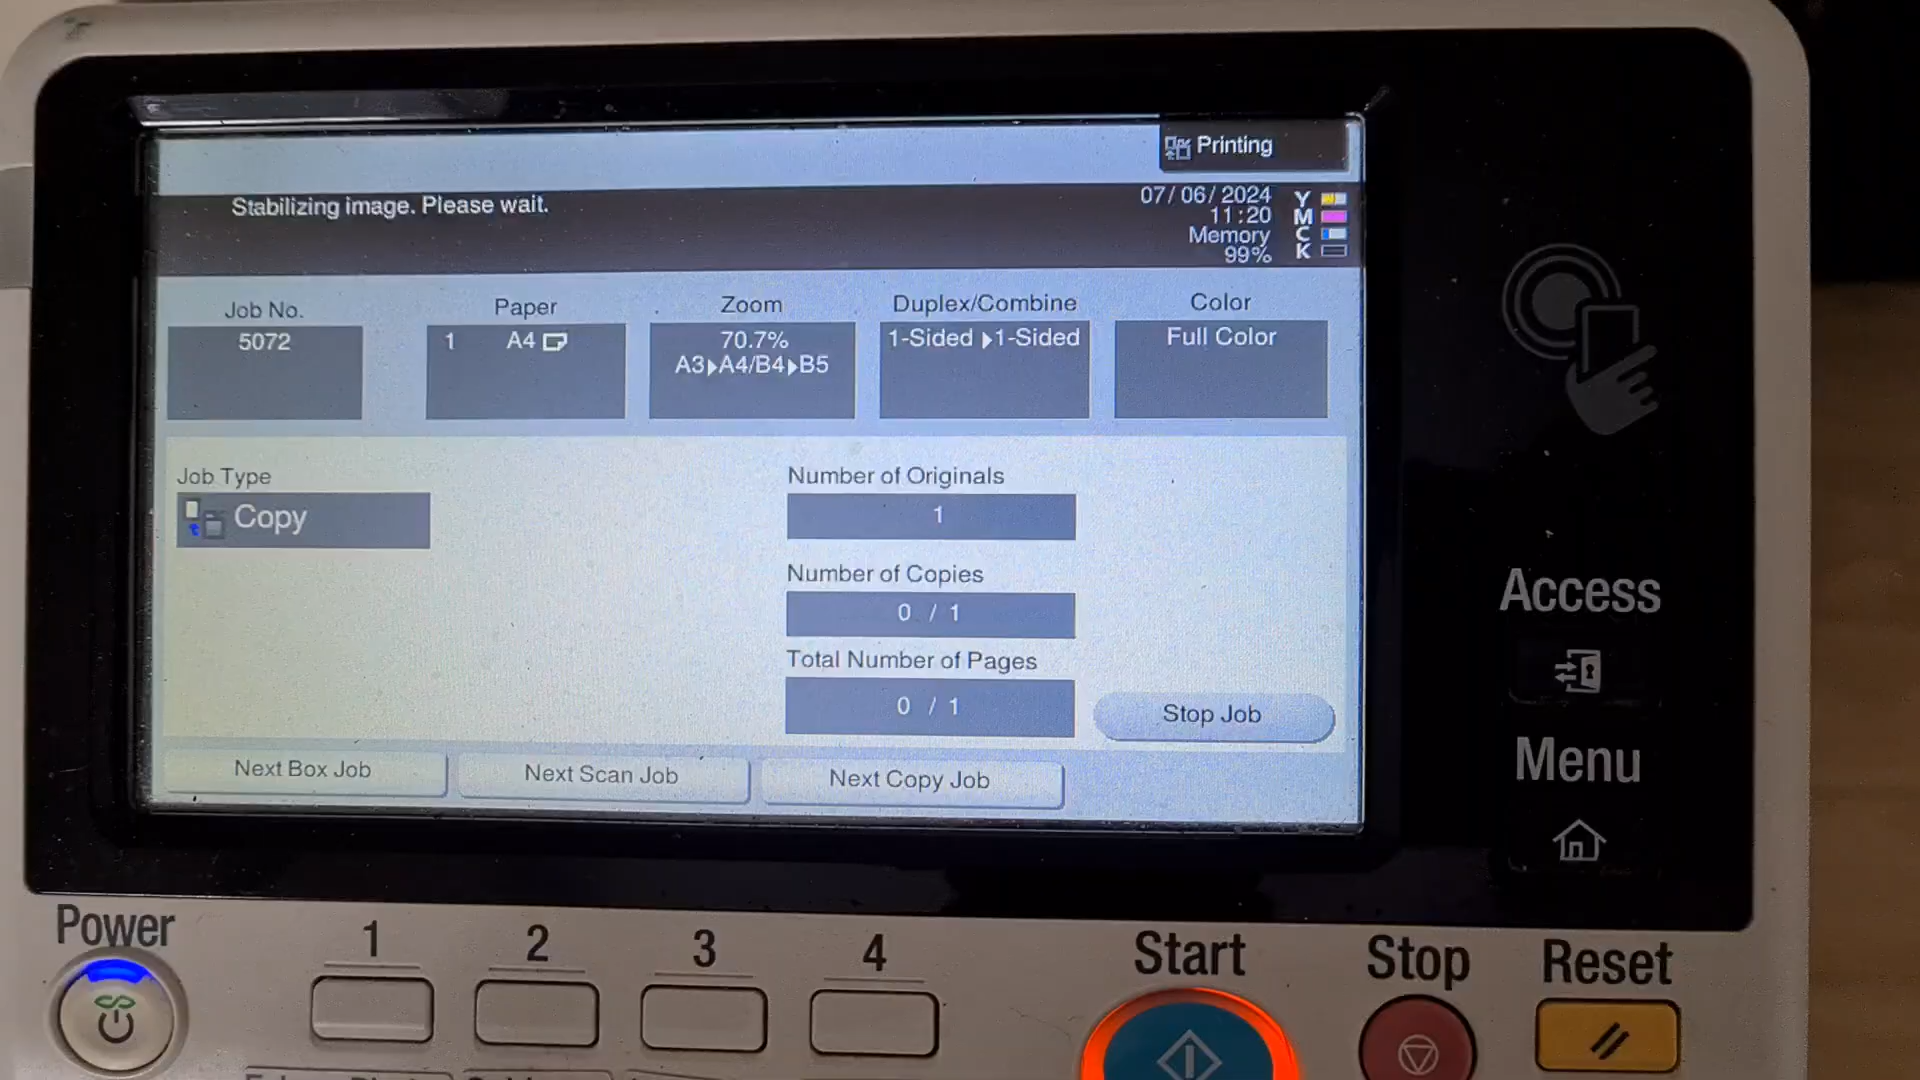 Printing
Stabilizing image. Please wait.
07/06/2024
11:20
Memory
99%
Y
M
C
K
Job No.
5072
Paper
1 A4
Zoom
70.7%
A3▸A4/B4▸B5
Duplex/Combine
1-Sided ▸1-Sided
Color
Full Color
Job Type
Copy
Number of Originals
1
Number of Copies
0 / 1
Total Number of Pages
0 / 1
Stop Job
Next Box Job
Next Scan Job
Next Copy Job
Access
Menu
Power
1
2
3
4
Start
Stop
Reset